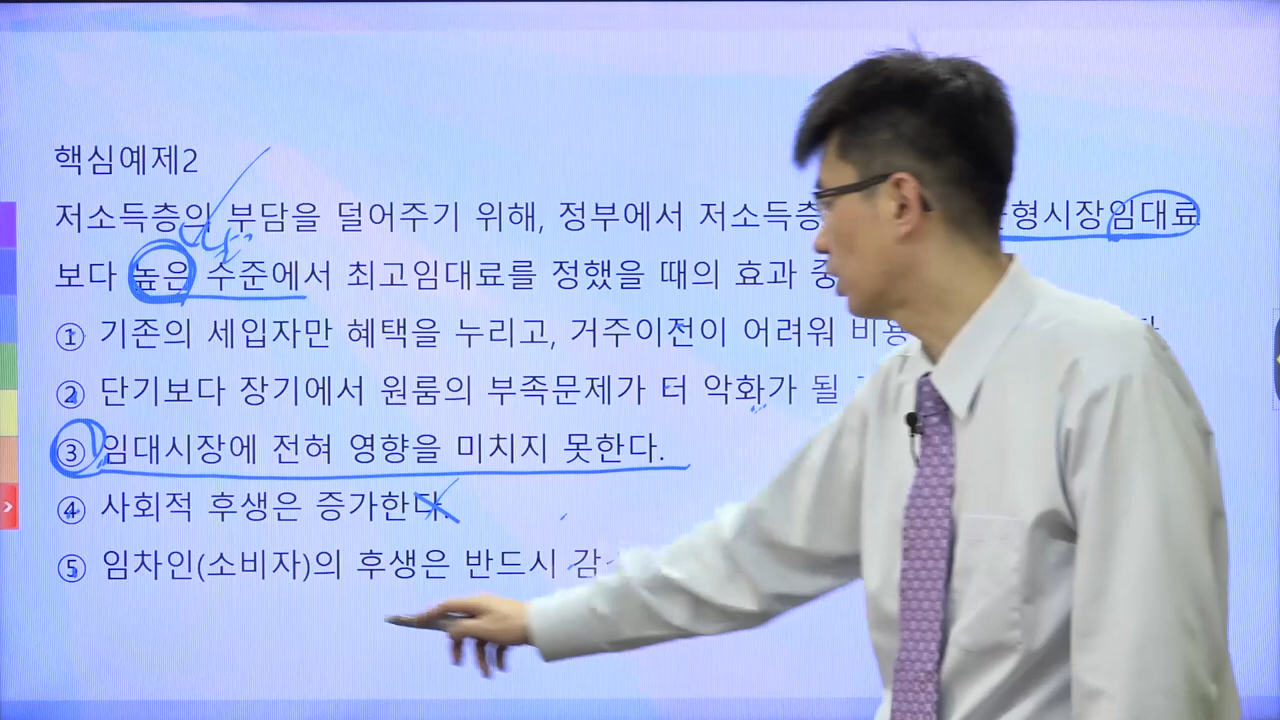 핵심예제2
저소득층의 부담을 덜어주기 위해, 정부에서 저소득층 형시장임대료
보다 높은 수준에서 최고임대료를 정했을 때의 효과 중
① 기존의 세입자만 혜택을 누리고, 거주이전이 어려워 비용
② 단기보다 장기에서 원룸의 부족문제가 더 악화가 될
③ 임대시장에 전혀 영향을 미치지 못한다.
④ 사회적 후생은 증가한다.
⑤ 임차인(소비자)의 후생은 반드시 감